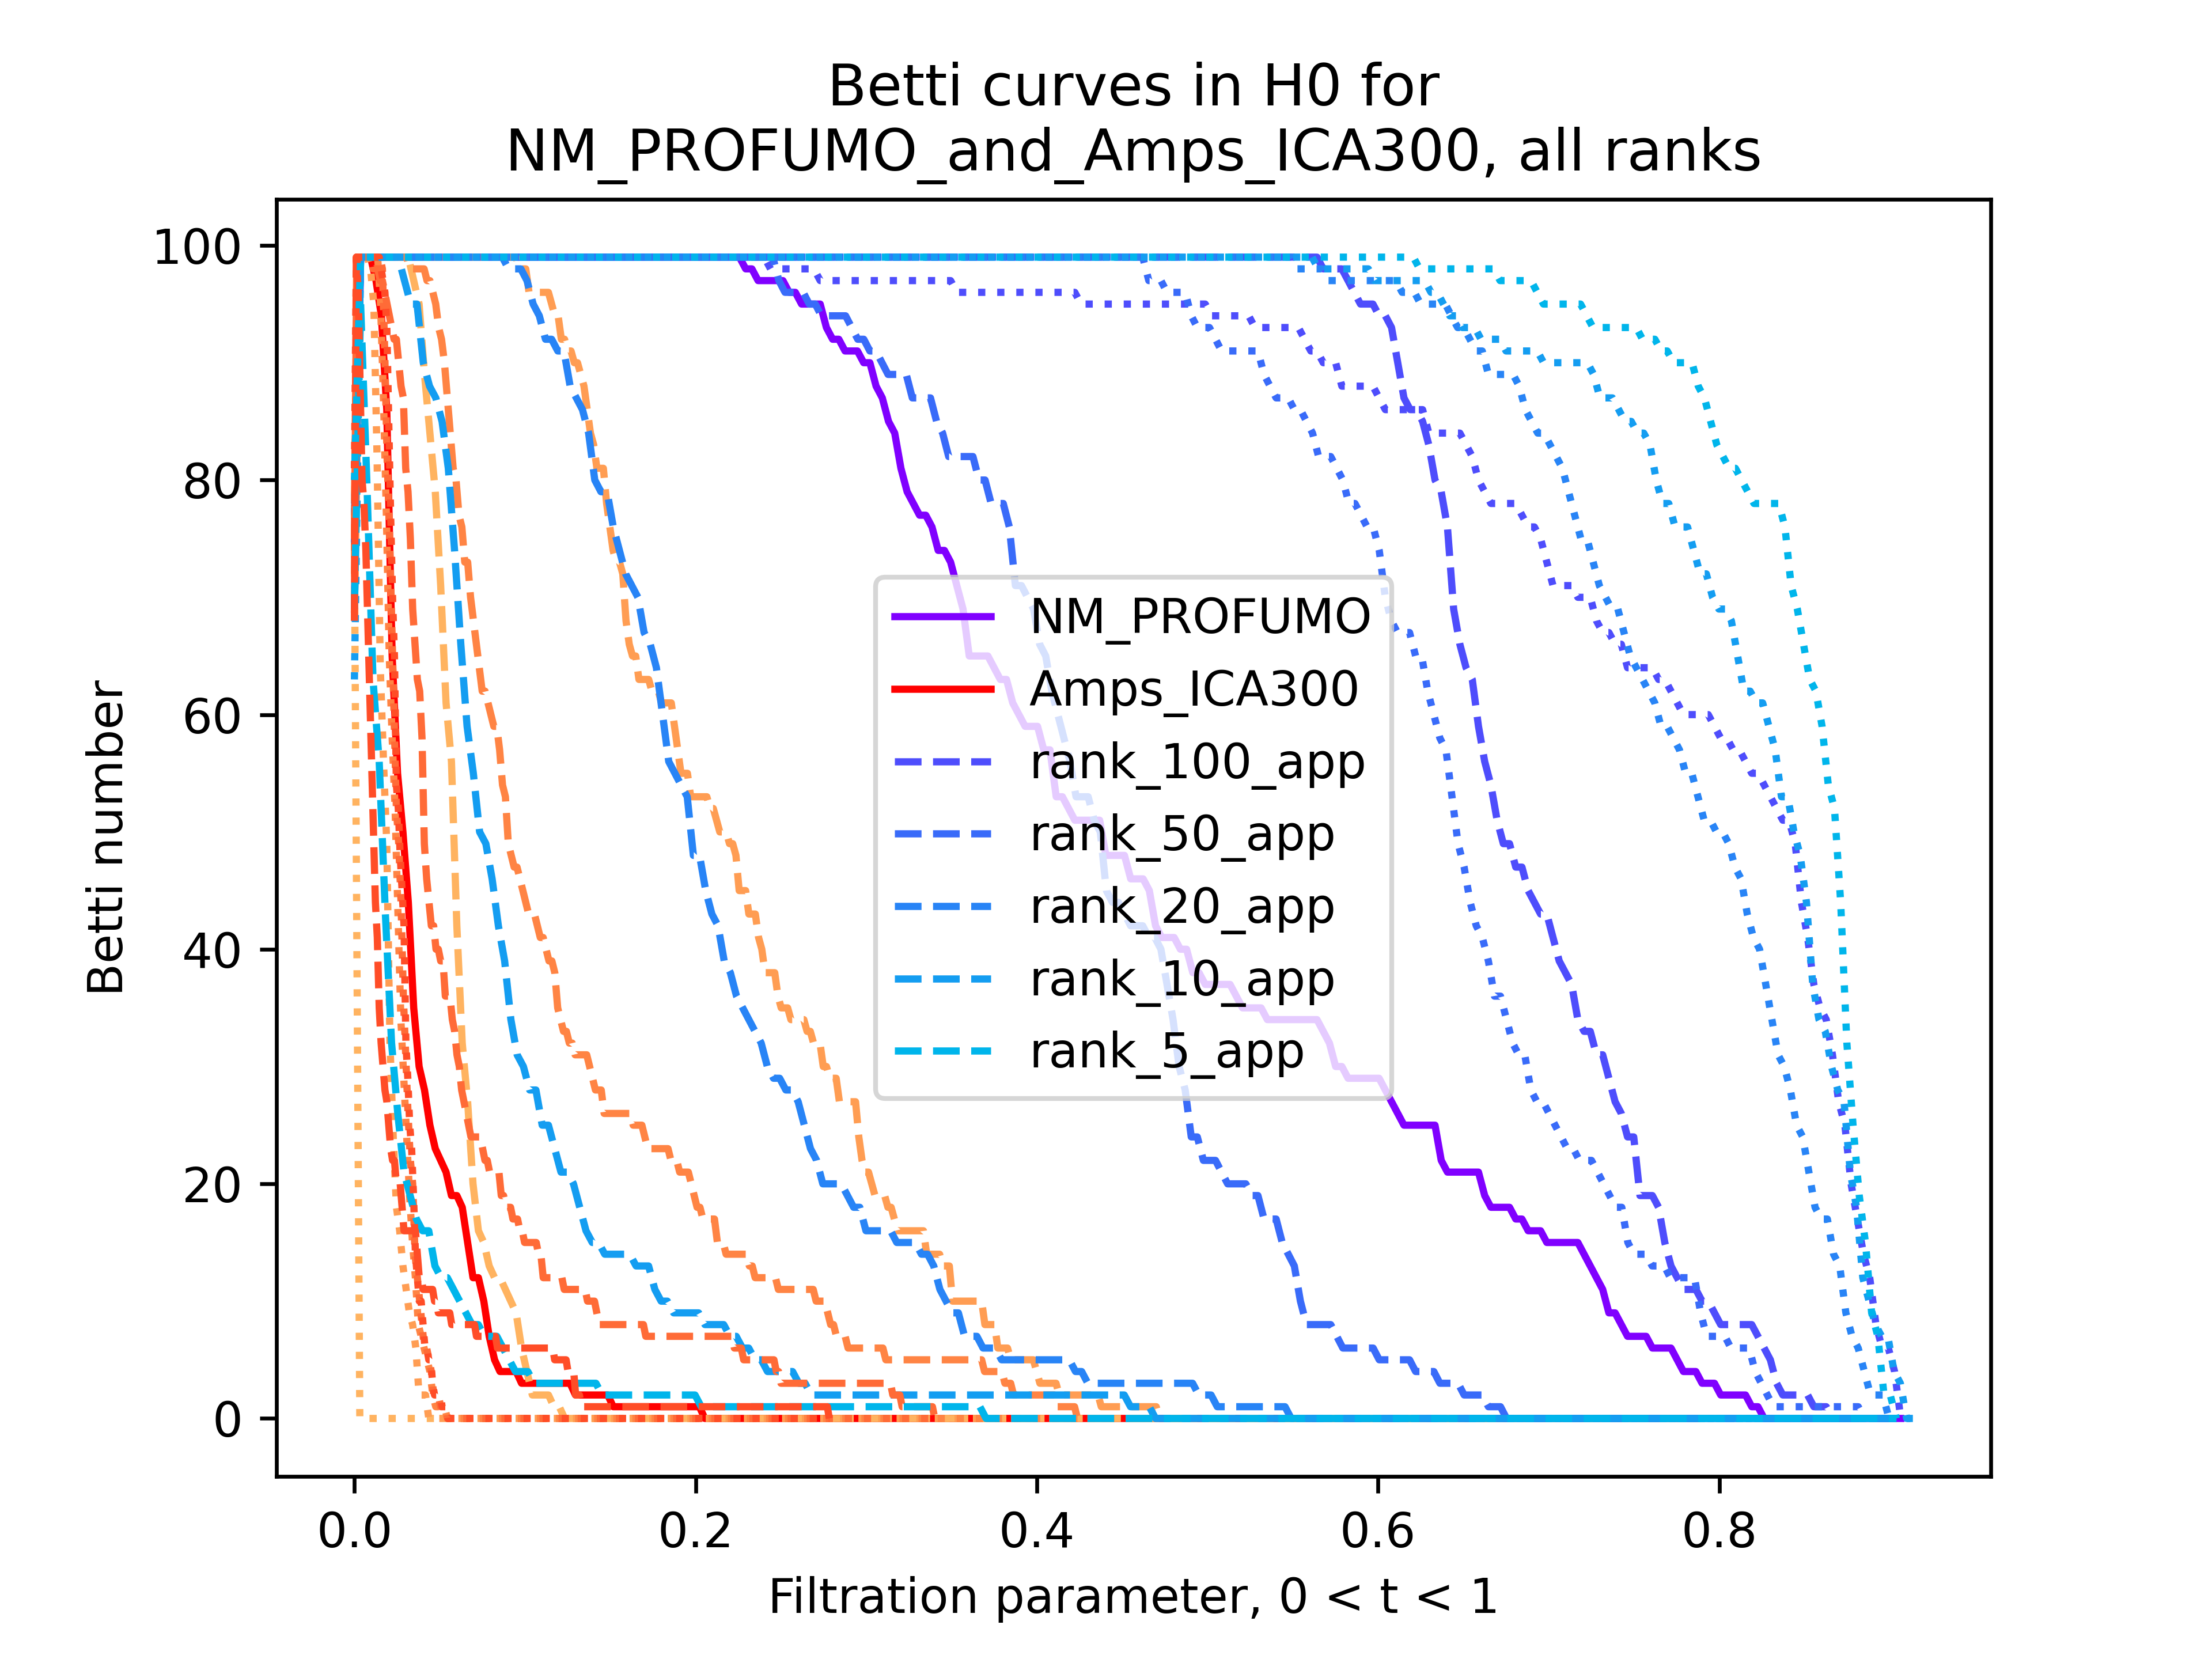 Betti curves in H0 for
NM_PROFUMO_and_Amps_ICA300, all ranks
Betti number
100
80
60
40
20
0
NM_PROFUMO
Amps_ICA300
rank_100_app
rank_50_app
rank_20_app
rank_10_app
rank_5_app
0.0 0.2 0.4 0.6 0.8
Filtration parameter, 0 < t < 1